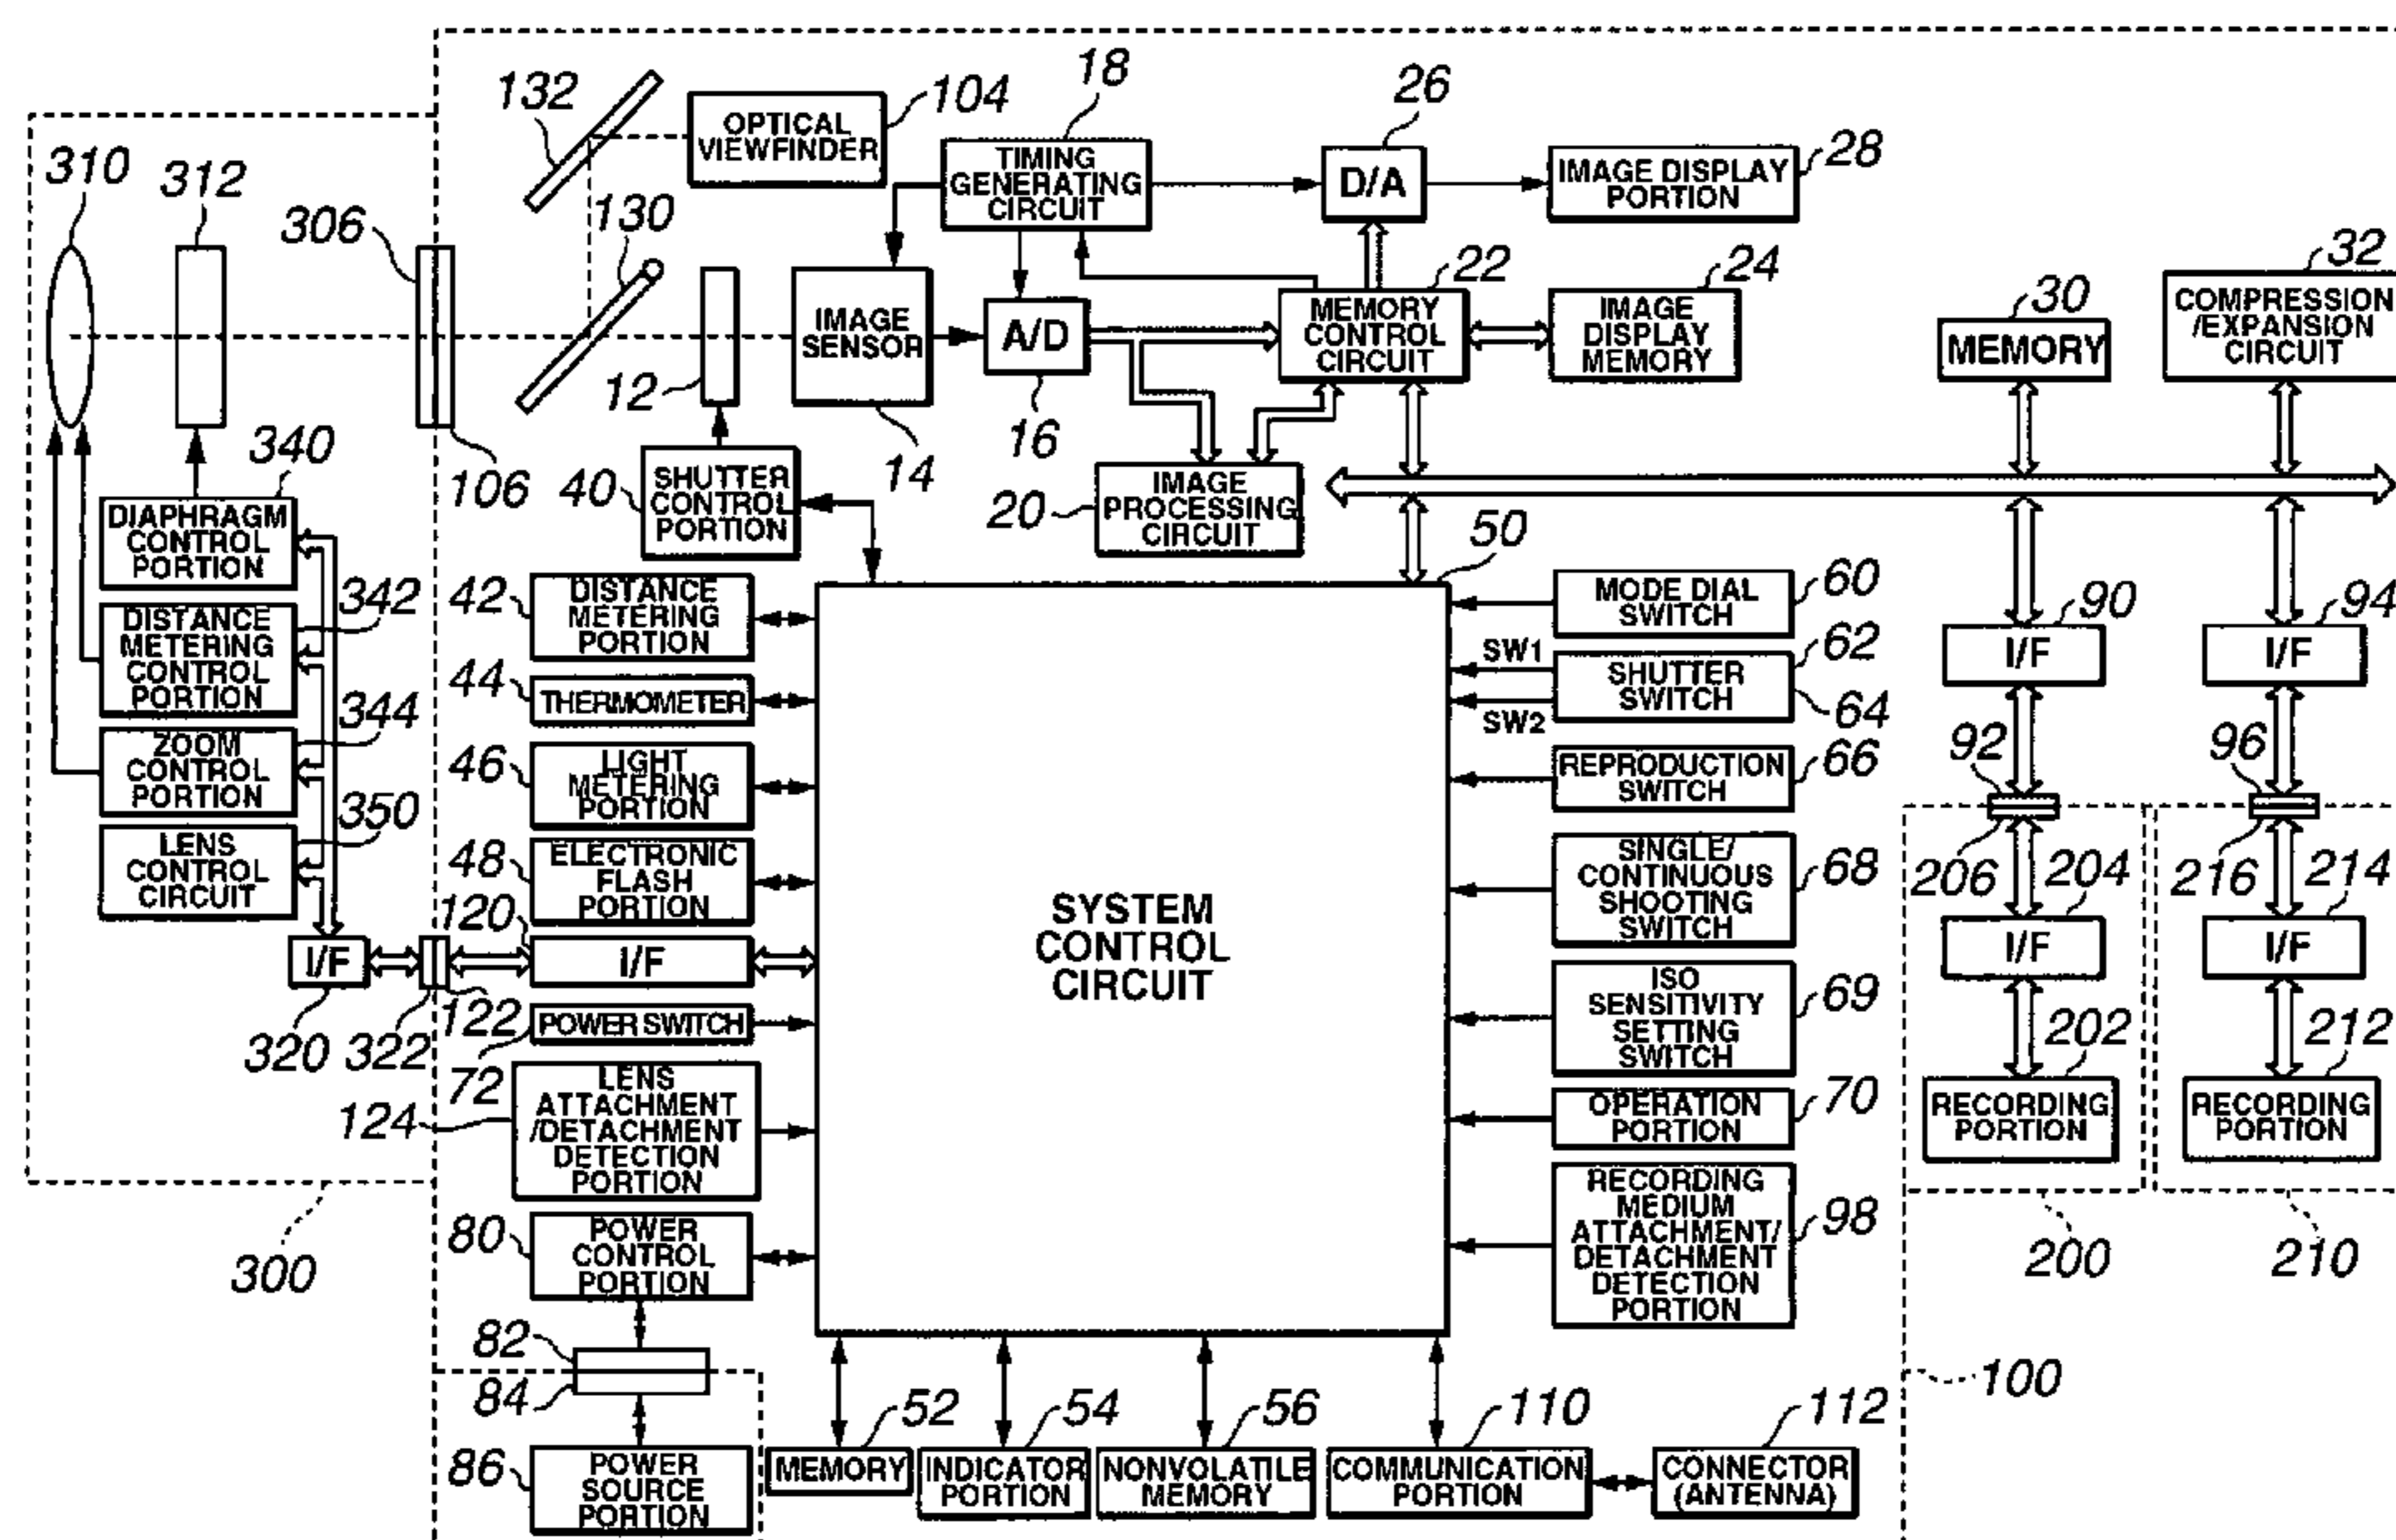 132
OPTICAL
VIEWFINDER
104
18
26
TIMING
GENERATING
CIRCUIT
D/A
IMAGE DISPLAY
PORTION
28
310
312
306
130
12
IMAGE
SENSOR
14
A/D
16
MEMORY
CONTROL
CIRCUIT
22
IMAGE
DISPLAY
MEMORY
24
30
MEMORY
32
COMPRESSION
/EXPANSION
CIRCUIT
106
40
SHUTTER
CONTROL
PORTION
20
IMAGE
PROCESSING
CIRCUIT
50
340
DIAPHRAGM
CONTROL
PORTION
342
DISTANCE
METERING
CONTROL
PORTION
344
ZOOM
CONTROL
PORTION
350
LENS
CONTROL
CIRCUIT
I/F
320
322
122
300
42
DISTANCE
METERING
PORTION
44
THERMOMETER
46
LIGHT
METERING
PORTION
48
ELECTRONIC
FLASH
PORTION
120
I/F
POWER SWITCH
72
LENS
ATTACHMENT
/DETACHMENT
DETECTION
PORTION
124
80
POWER
CONTROL
PORTION
82
84
86
POWER
SOURCE
PORTION
SYSTEM
CONTROL
CIRCUIT
MODE DIAL
SWITCH
60
SW1
SW2
SHUTTER
SWITCH
62
64
REPRODUCTION
SWITCH
66
SINGLE/
CONTINUOUS
SHOOTING
SWITCH
68
ISO
SENSITIVITY
SETTING
SWITCH
69
OPERATION
PORTION
70
RECORDING
MEDIUM
ATTACHMENT/
DETACHMENT
DETECTION
PORTION
98
52
MEMORY
54
INDICATOR
PORTION
56
NONVOLATILE
MEMORY
110
COMMUNICATION
PORTION
112
CONNECTOR
(ANTENNA)
90
I/F
92
206
204
I/F
202
RECORDING
PORTION
200
94
I/F
96
216
214
I/F
212
RECORDING
PORTION
210
100